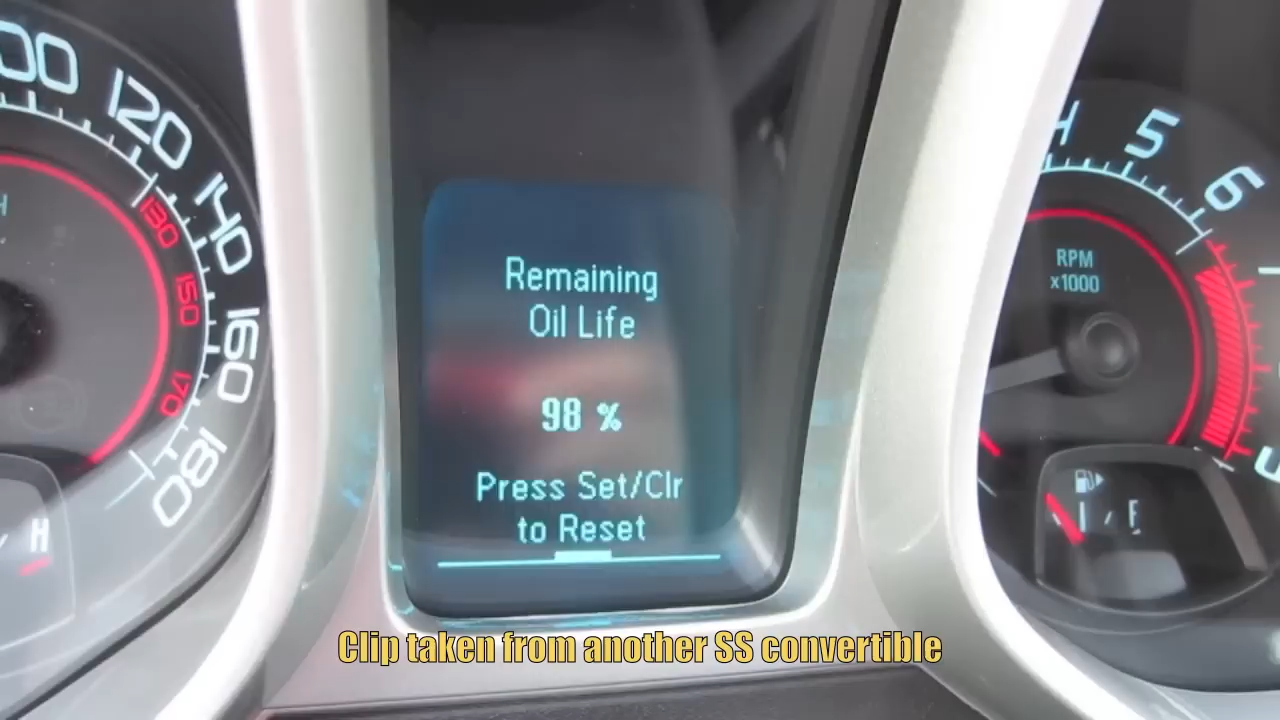 00
120
140
160
180
130
150
170
H
Remaining
Oil Life
98 %
Press Set/Clr
to Reset
5
6
RPM
x1000
F
Clip taken from another SS convertible